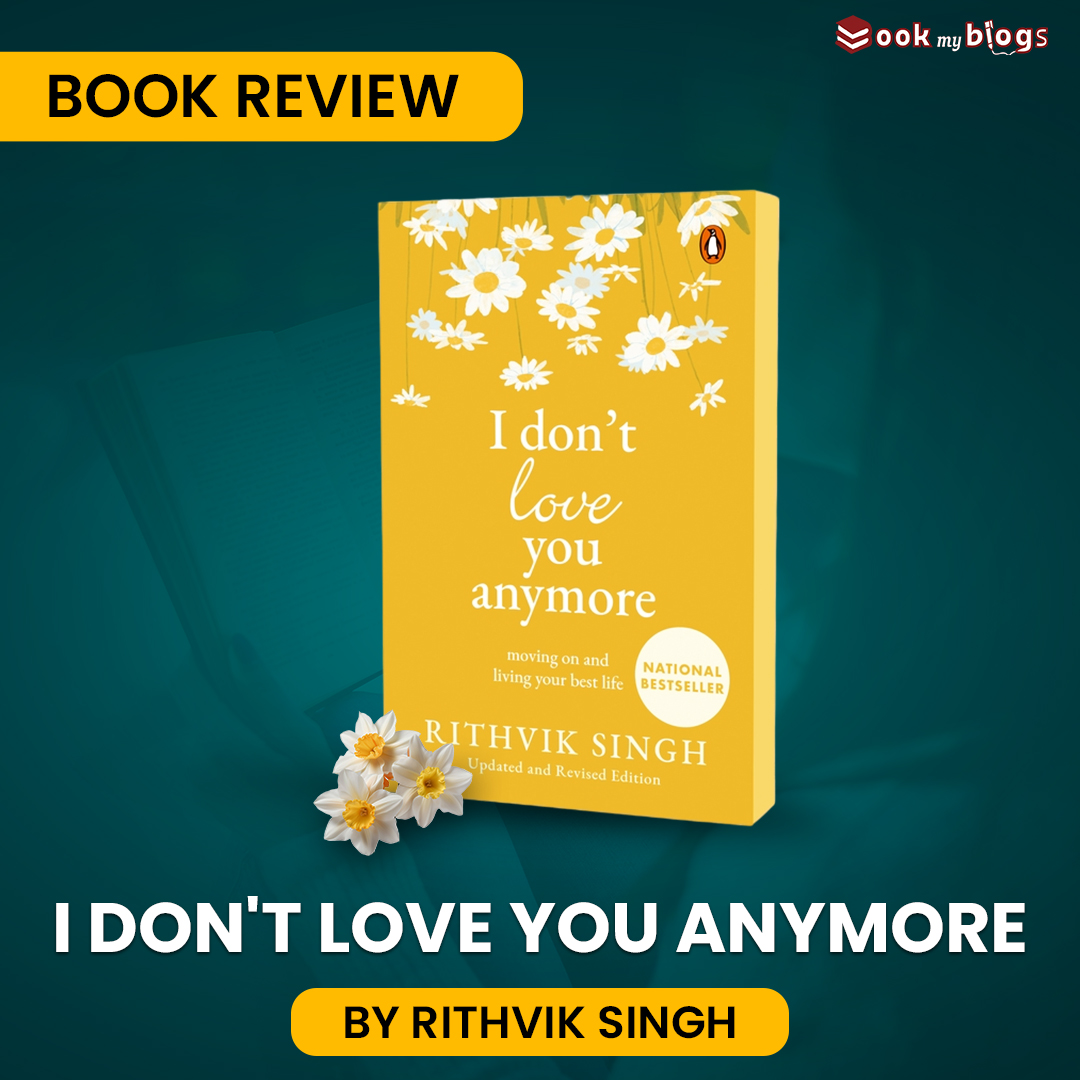 Book my blogs
BOOK REVIEW
I don't
love
you
anymore
moving on and
living your best life
NATIONAL
BESTSELLER
RITHVIK SINGH
Updated and Revised Edition
I DON'T LOVE YOU ANYMORE
BY RITHVIK SINGH